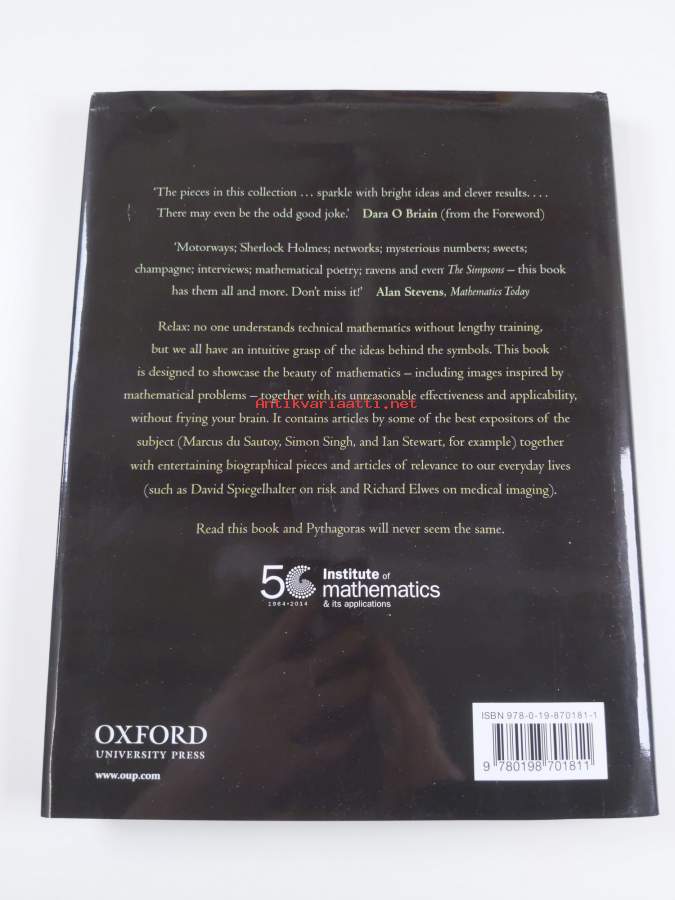 ‘The pieces in this collection … sparkle with bright ideas and clever results. . . .
There may even be the odd good joke.’ Dara O Briain (from the Foreword)
‘Motorways; Sherlock Holmes; networks; mysterious numbers; sweets;
champagne; interviews; mathematical poetry; ravens and even The Simpsons – this book
has them all and more. Don’t miss it!’ Alan Stevens, Mathematics Today
Relax: no one understands technical mathematics without lengthy training,
but we all have an intuitive grasp of the ideas behind the symbols. This book
is designed to showcase the beauty of mathematics – including images inspired by
mathematical problems – together with its unreasonable effectiveness and applicability,
Antikvariaatti.net
without frying your brain. It contains articles by some of the best expositors of the
subject (Marcus du Sautoy, Simon Singh, and Ian Stewart, for example) together
with entertaining biographical pieces and articles of relevance to our everyday lives
(such as David Spiegelhalter on risk and Richard Elwes on medical imaging).
Read this book and Pythagoras will never seem the same.
50 Institute of
mathematics
1964•2014 & its applications
OXFORD
UNIVERSITY PRESS
www.oup.com
ISBN 978-0-19-870181-1
9 780198 701811